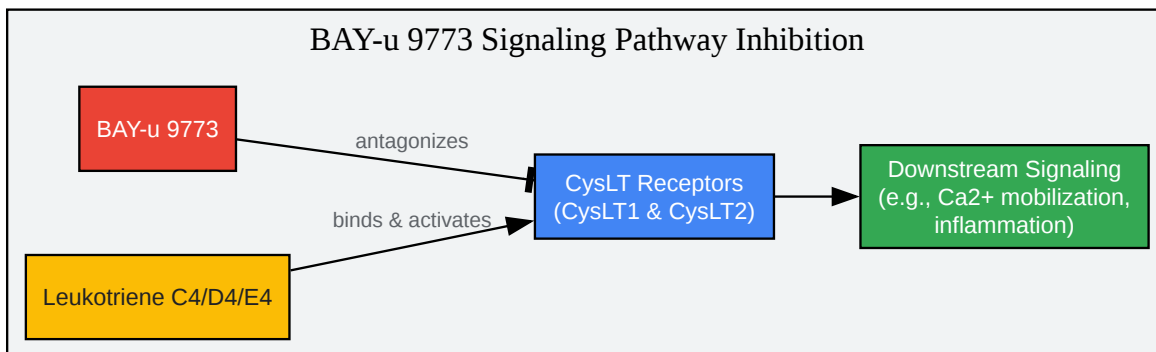 BAY-u 9773 Signaling Pathway Inhibition
BAY-u 9773
antagonizes
CysLT Receptors
(CysLT1 & CysLT2)
Downstream Signaling
(e.g., Ca2+ mobilization,
inflammation)
binds & activates
Leukotriene C4/D4/E4